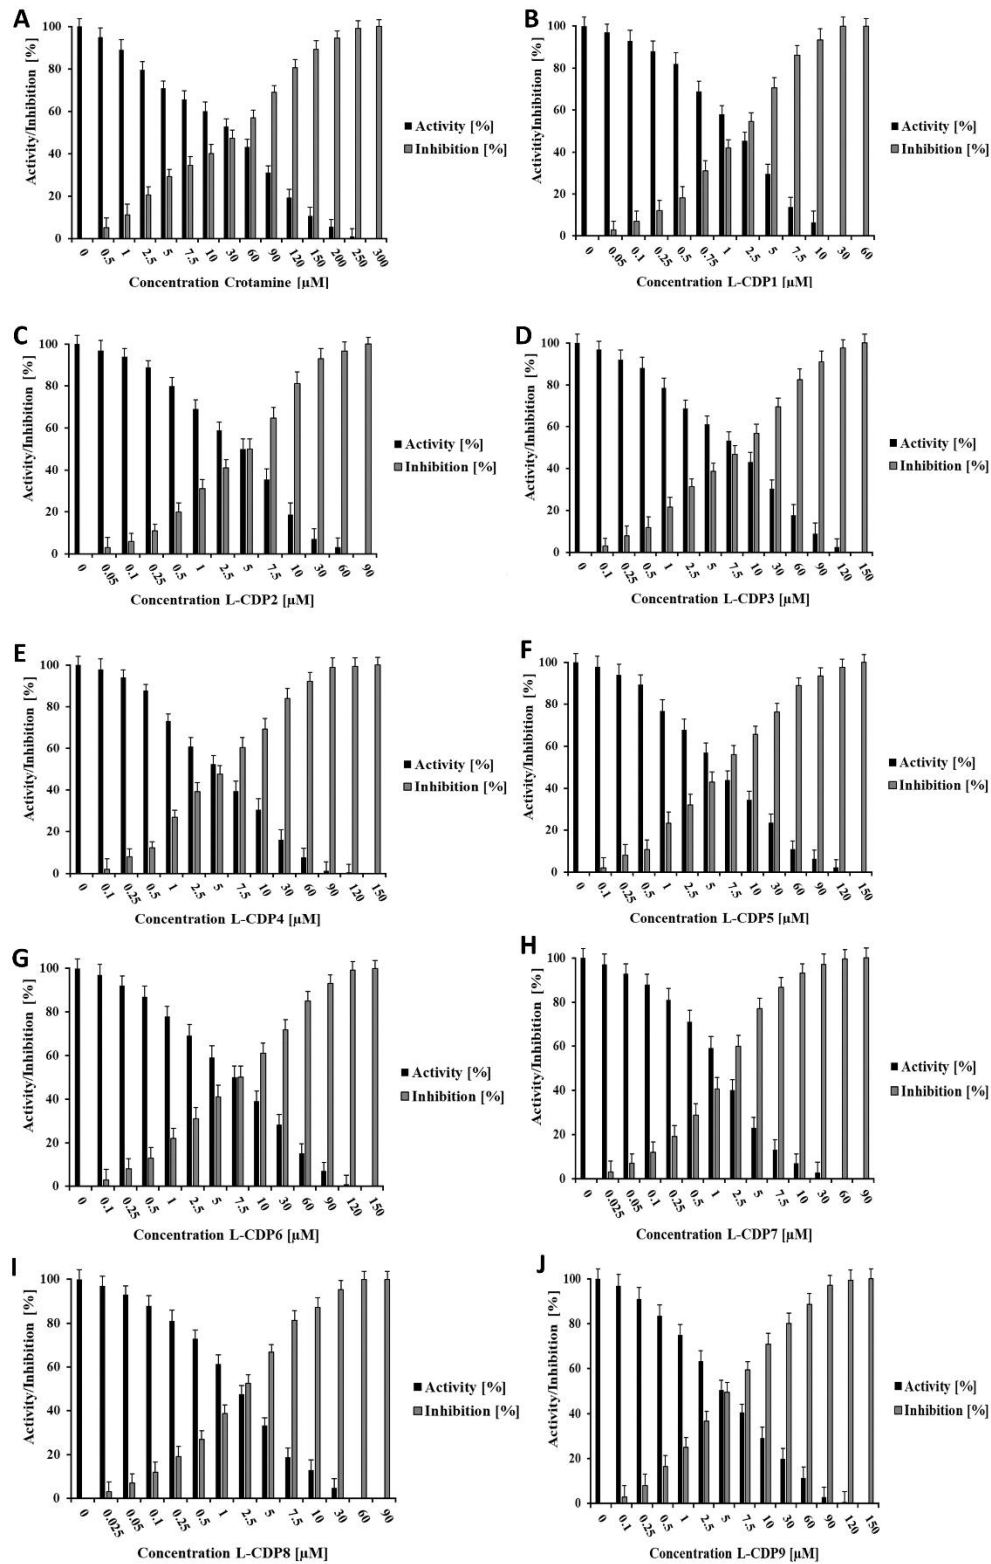 A
Activity/Inhibition [%]
100
80
60
40
20
0
0 0.5 1 2.5 5 7.5 10 30 60 90 120 150 200 250 300
Concentration Crotamine [µM]
Activity [%]
Inhibition [%]
B
ActivityiInhibition [%]
100
80
60
40
20
0
0 0.05 0.1 0.25 0.5 0.75 1 2.5 5 7.5 10 30 60
Concentration L-CDP1 [µM]
Activity [%]
Inhibition [%]
C
Activity/Inhibition [%]
100
80
60
40
20
0
0 0.05 0.1 0.25 0.5 1 2.5 5 7.5 10 30 60 90
Concentration L-CDP2 [µM]
Activity [%]
Inhibition [%]
D
Activity/Inhibition [%]
100
80
60
40
20
0
0 0.1 0.25 0.5 1 2.5 5 7.5 10 30 60 90 120 150
Concentration L-CDP3 [µM]
Activity [%]
Inhibition [%]
E
Activity/Inhibition [%]
100
80
60
40
20
0
0 0.1 0.25 0.5 1 2.5 5 7.5 10 30 60 90 120 150
Concentration L-CDP4 [µM]
Activity [%]
Inhibition [%]
F
Activity/Inhibition [%]
100
80
60
40
20
0
0 0.1 0.25 0.5 1 2.5 5 7.5 10 30 60 90 120 150
Concentration L-CDP5 [µM]
Activity [%]
Inhibition [%]
G
Activity/Inhibition [%]
100
80
60
40
20
0
0 0.1 0.25 0.5 1 2.5 5 7.5 10 30 60 90 120 150
Concentration L-CDP6 [µM]
Activity [%]
Inhibition [%]
H
Activity/Inhibition [%]
100
80
60
40
20
0
0 0.025 0.05 0.1 0.25 0.5 1 2.5 5 7.5 10 30 60 90
Concentration L-CDP7 [µM]
Activity [%]
Inhibition [%]
I
Activity/Inhibition [%]
100
80
60
40
20
0
0 0.025 0.05 0.1 0.25 0.5 1 2.5 5 7.5 10 30 60 90
Concentration L-CDP8 [µM]
Activity [%]
Inhibition [%]
J
Activity/Inhibition [%]
100
80
60
40
20
0
0 0.1 0.25 0.5 1 2.5 5 7.5 10 30 60 90 120 150
Concentration L-CDP9 [µM]
Activity [%]
Inhibition [%]